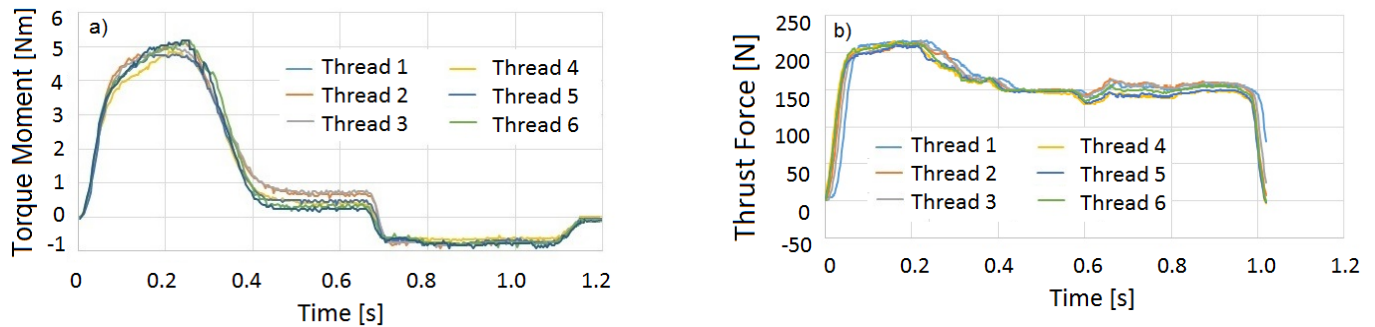 Torque Moment [Nm]
6
5
4
3
2
1
0
-1
a)
Thread 1
Thread 4
Thread 2
Thread 5
Thread 3
Thread 6
0
0.2
0.4
0.6
0.8
1.0
1.2
Time [s]
Thrust Force [N]
250
200
150
100
50
0
-50
b)
Thread 1
Thread 4
Thread 2
Thread 5
Thread 3
Thread 6
0
0.2
0.4
0.6
0.8
1.0
1.2
Time [s]